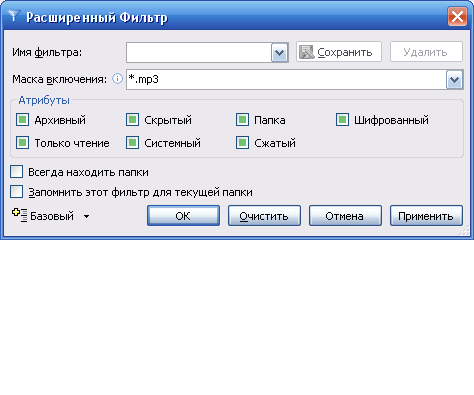 Расширенный Фильтр
Имя фильтра: Сохранить Удалить
Маска включения: *.mp3
Атрибуты
Архивный Скрытый Папка Шифрованный
Только чтение Системный Сжатый
Всегда находить папки
Запомнить этот фильтр для текущей папки
Базовый OK Очистить Отмена Применить